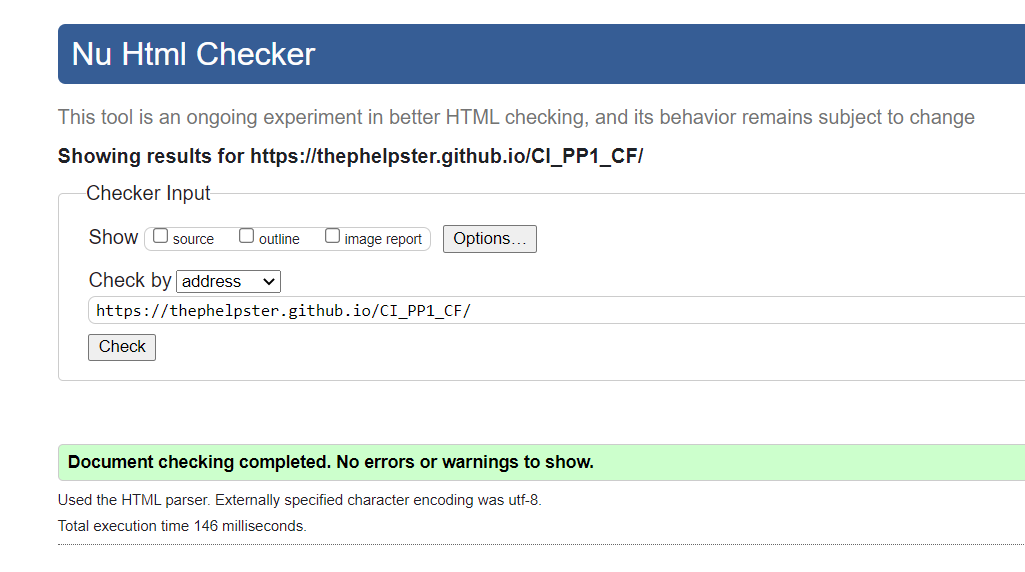 Nu Html Checker
This tool is an ongoing experiment in better HTML checking, and its behavior remains subject to change
Showing results for https://thephelpster.github.io/CI_PP1_CF/
Checker Input
Show source outline image report Options...
Check by address
https://thephelpster.github.io/CI_PP1_CF/
Check
Document checking completed. No errors or warnings to show.
Used the HTML parser. Externally specified character encoding was utf-8.
Total execution time 146 milliseconds.